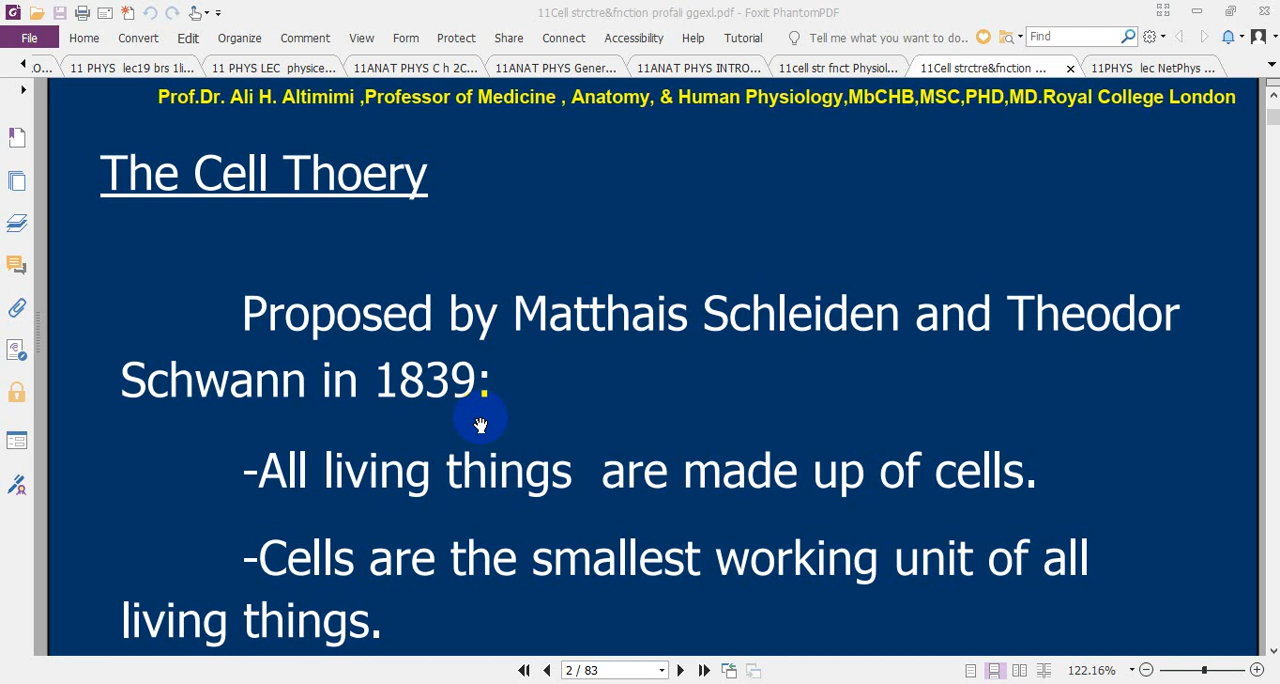 11Cell strctre&fnction profali ggexl.pdf - Foxit PhantomPDF
File Home Convert Edit Organize Comment View Form Protect Share Connect Accessibility Help Tutorial Tell me what you want to do.. Find
.O... 11 PHYS lec19 brs 1li... 11 PHYS LEC physice... 11ANAT PHYS C h 2C... 11ANAT PHYS Gener... 11ANAT PHYS INTRO... 11cell str fnct Physiol... 11Cell strctre&fnction ... 11PHYS lec NetPhys ...
Prof.Dr. Ali H. Altimimi ,Professor of Medicine , Anatomy, & Human Physiology,MbCHB,MSC,PHD,MD.Royal College London
The Cell Thoery
Proposed by Matthais Schleiden and Theodor
Schwann in 1839:
-All living things are made up of cells.
-Cells are the smallest working unit of all
living things.
2 / 83 122.16%